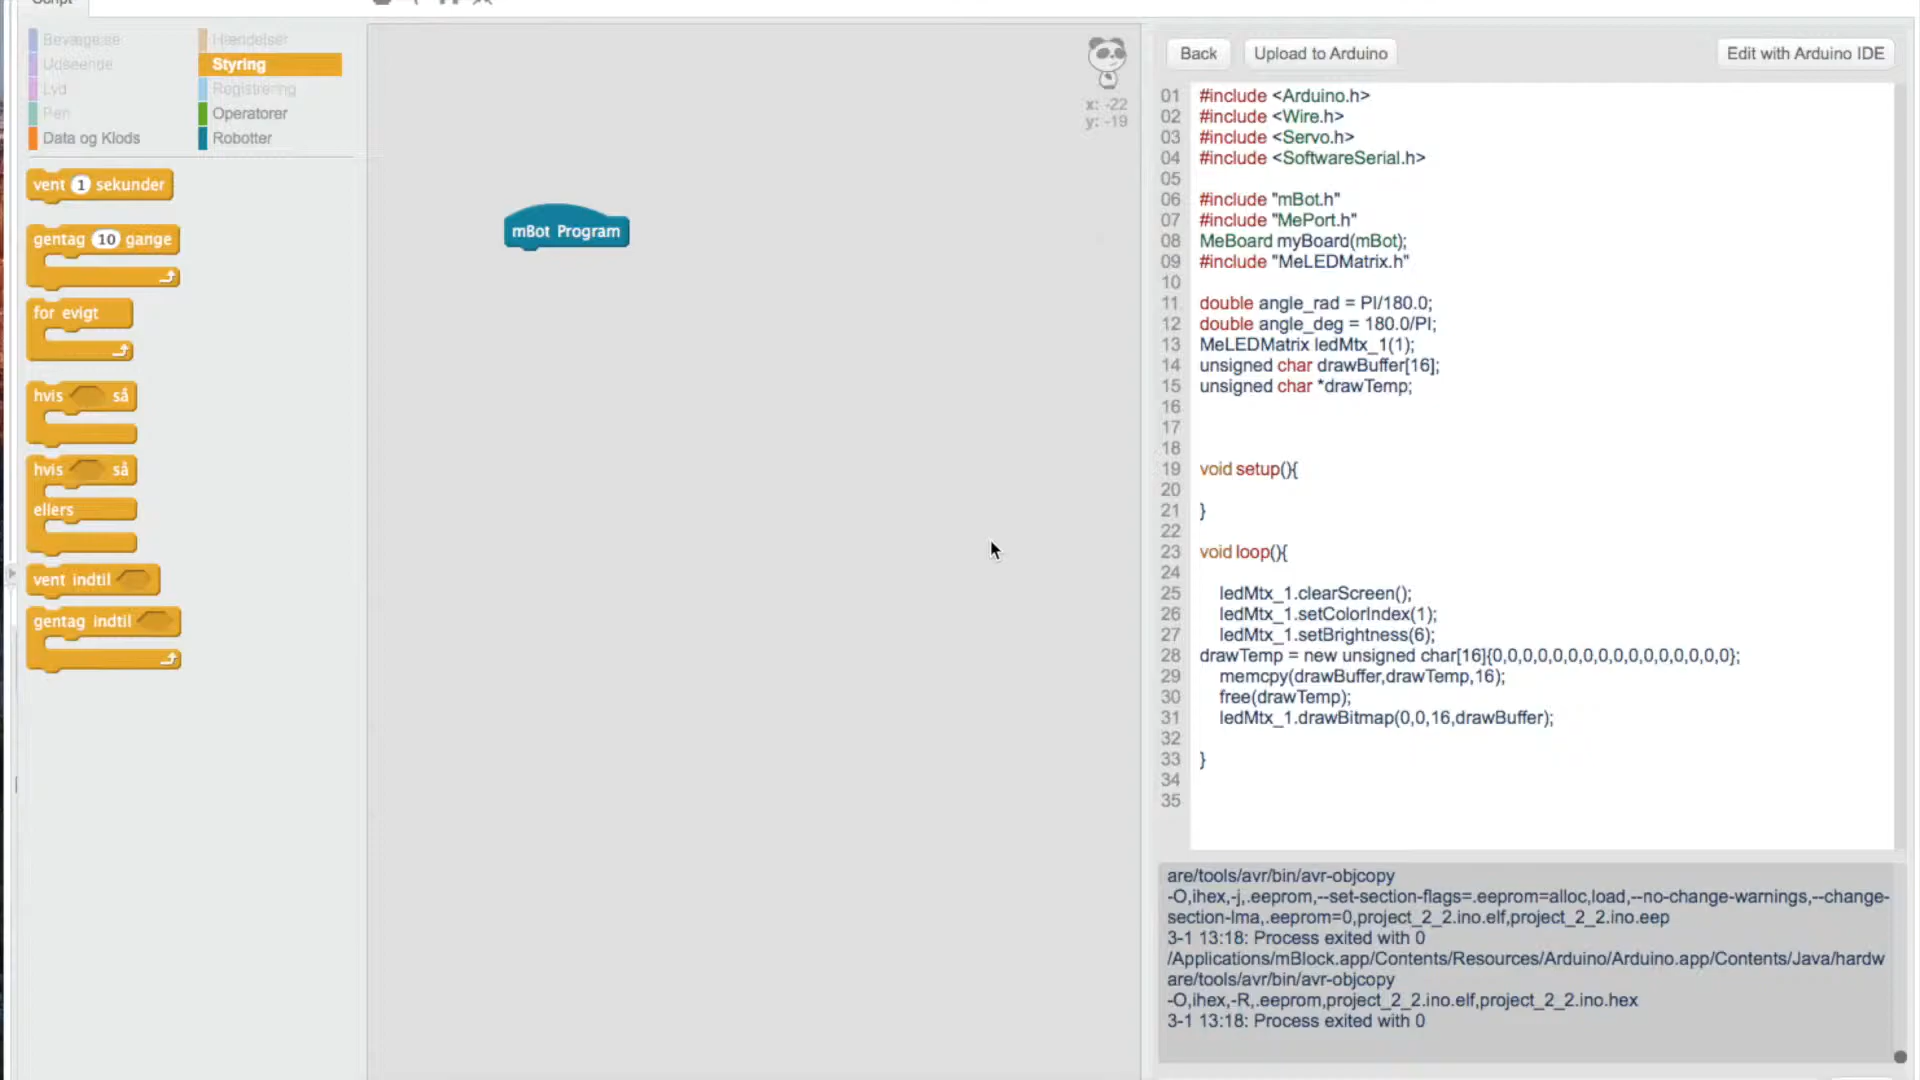 Script
Bevægelse
Hændelser
Udseende
Styring
Lyd
Registrering
Pen
Operatorer
Data og Klods
Robotter
vent 1 sekunder
gentag 10 gange
for evigt
hvis så
hvis så
ellers
vent indtil
gentag indtil
mBot Program
x: -22
y: -19
Back
Upload to Arduino
Edit with Arduino IDE
01 #include <Arduino.h>
02 #include <Wire.h>
03 #include <Servo.h>
04 #include <SoftwareSerial.h>
05
06 #include "mBot.h"
07 #include "MePort.h"
08 MeBoard myBoard(mBot);
09 #include "MeLEDMatrix.h"
10
11 double angle_rad = PI/180.0;
12 double angle_deg = 180.0/PI;
13 MeLEDMatrix ledMtx_1(1);
14 unsigned char drawBuffer[16];
15 unsigned char *drawTemp;
16
17
18
19 void setup(){
20
21 }
22
23 void loop(){
24
25 ledMtx_1.clearScreen();
26 ledMtx_1.setColorIndex(1);
27 ledMtx_1.setBrightness(6);
28 drawTemp = new unsigned char[16]{0,0,0,0,0,0,0,0,0,0,0,0,0,0,0,0};
29 memcpy(drawBuffer,drawTemp,16);
30 free(drawTemp);
31 ledMtx_1.drawBitmap(0,0,16,drawBuffer);
32
33 }
34
35
are/tools/avr/bin/avr-objcopy
-O,ihex,-j,.eeprom,--set-section-flags=.eeprom=alloc,load,--no-change-warnings,--change-
section-lma,.eeprom=0,project_2_2.ino.elf,project_2_2.ino.eep
3-1 13:18: Process exited with 0
/Applications/mBlock.app/Contents/Resources/Arduino/Arduino.app/Contents/Java/hardw
are/tools/avr/bin/avr-objcopy
-O,ihex,-R,.eeprom,project_2_2.ino.elf,project_2_2.ino.hex
3-1 13:18: Process exited with 0